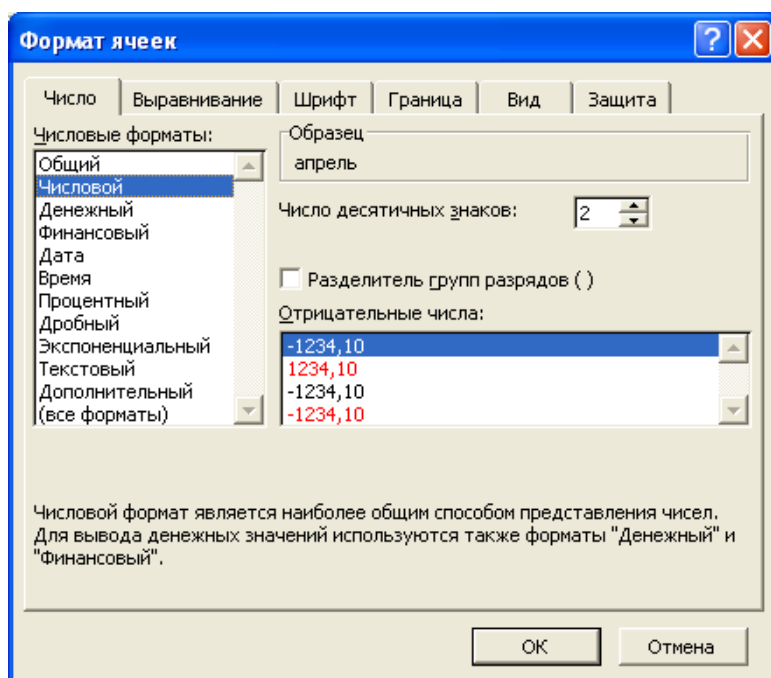 Формат ячеек
Число Выравнивание Шрифт Граница Вид Защита
Числовые форматы:
Общий
Числовой
Денежный
Финансовый
Дата
Время
Процентный
Дробный
Экспоненциальный
Текстовый
Дополнительный
(все форматы)
Образец
апрель
Число десятичных знаков: 2
Разделитель групп разрядов ( )
Отрицательные числа:
-1234,10
1234,10
-1234,10
-1234,10
Числовой формат является наиболее общим способом представления чисел.
Для вывода денежных значений используются также форматы "Денежный" и
"Финансовый".
ОК Отмена